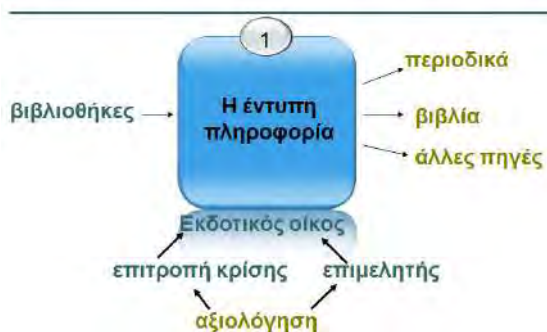 1
περιοδικά
Η έντυπη
πληροφορία
βιβλιοθήκες
βιβλία
άλλες πηγές
Εκδοτικός οίκος
επιτροπή κρίσης
επιμελητής
αξιολόγηση